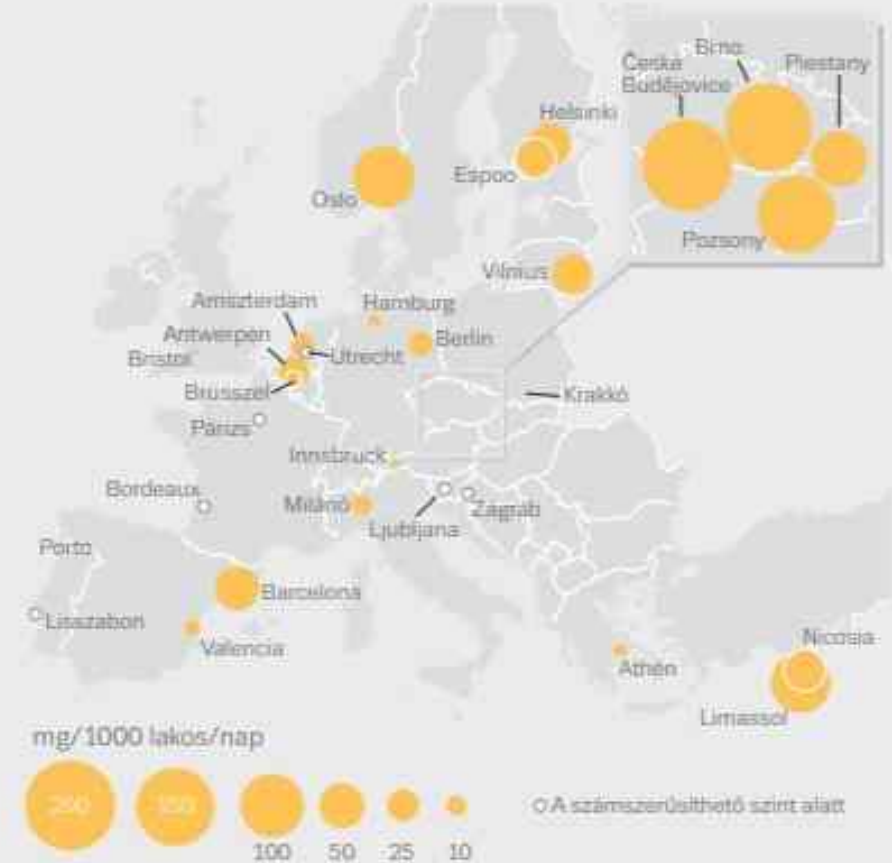 Brno
Piestany
České
Budějovice
Helsinki
Espoo
Oslo
Pozsony
Vilnius
Amszterdam
Hamburg
Antwerpen
Berlin
Utrecht
Bristol
Brüsszel
Krakkó
Párizs
Innsbruck
Bordeaux
Milánó
Zágráb
Ljubljana
Porto
Barcelona
Lisszabon
Valencia
Nicosia
Athén
Limassol
mg/1000 lakos/nap
200
150
A számszerűsíthető szint alatt
100 50 25 10